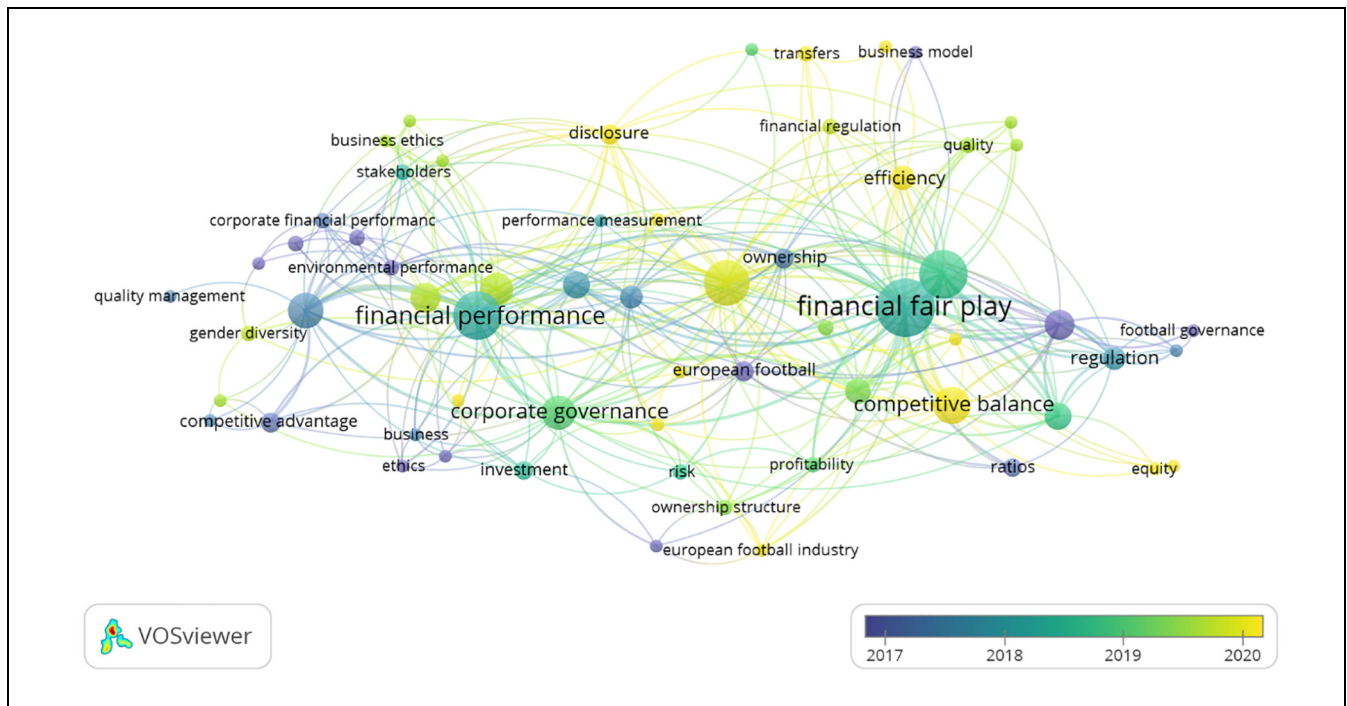 transfers
business model
business ethics
disclosure
financial regulation
quality
stakeholders
efficiency
corporate financial performanc
performance measurement
environmental performance
ownership
quality management
financial performance
financial fair play
gender diversity
football governance
regulation
european football
competitive advantage
corporate governance
competitive balance
business
ethics
investment
risk
profitability
ratios
equity
ownership structure
european football industry
VOSviewer
2017
2018
2019
2020